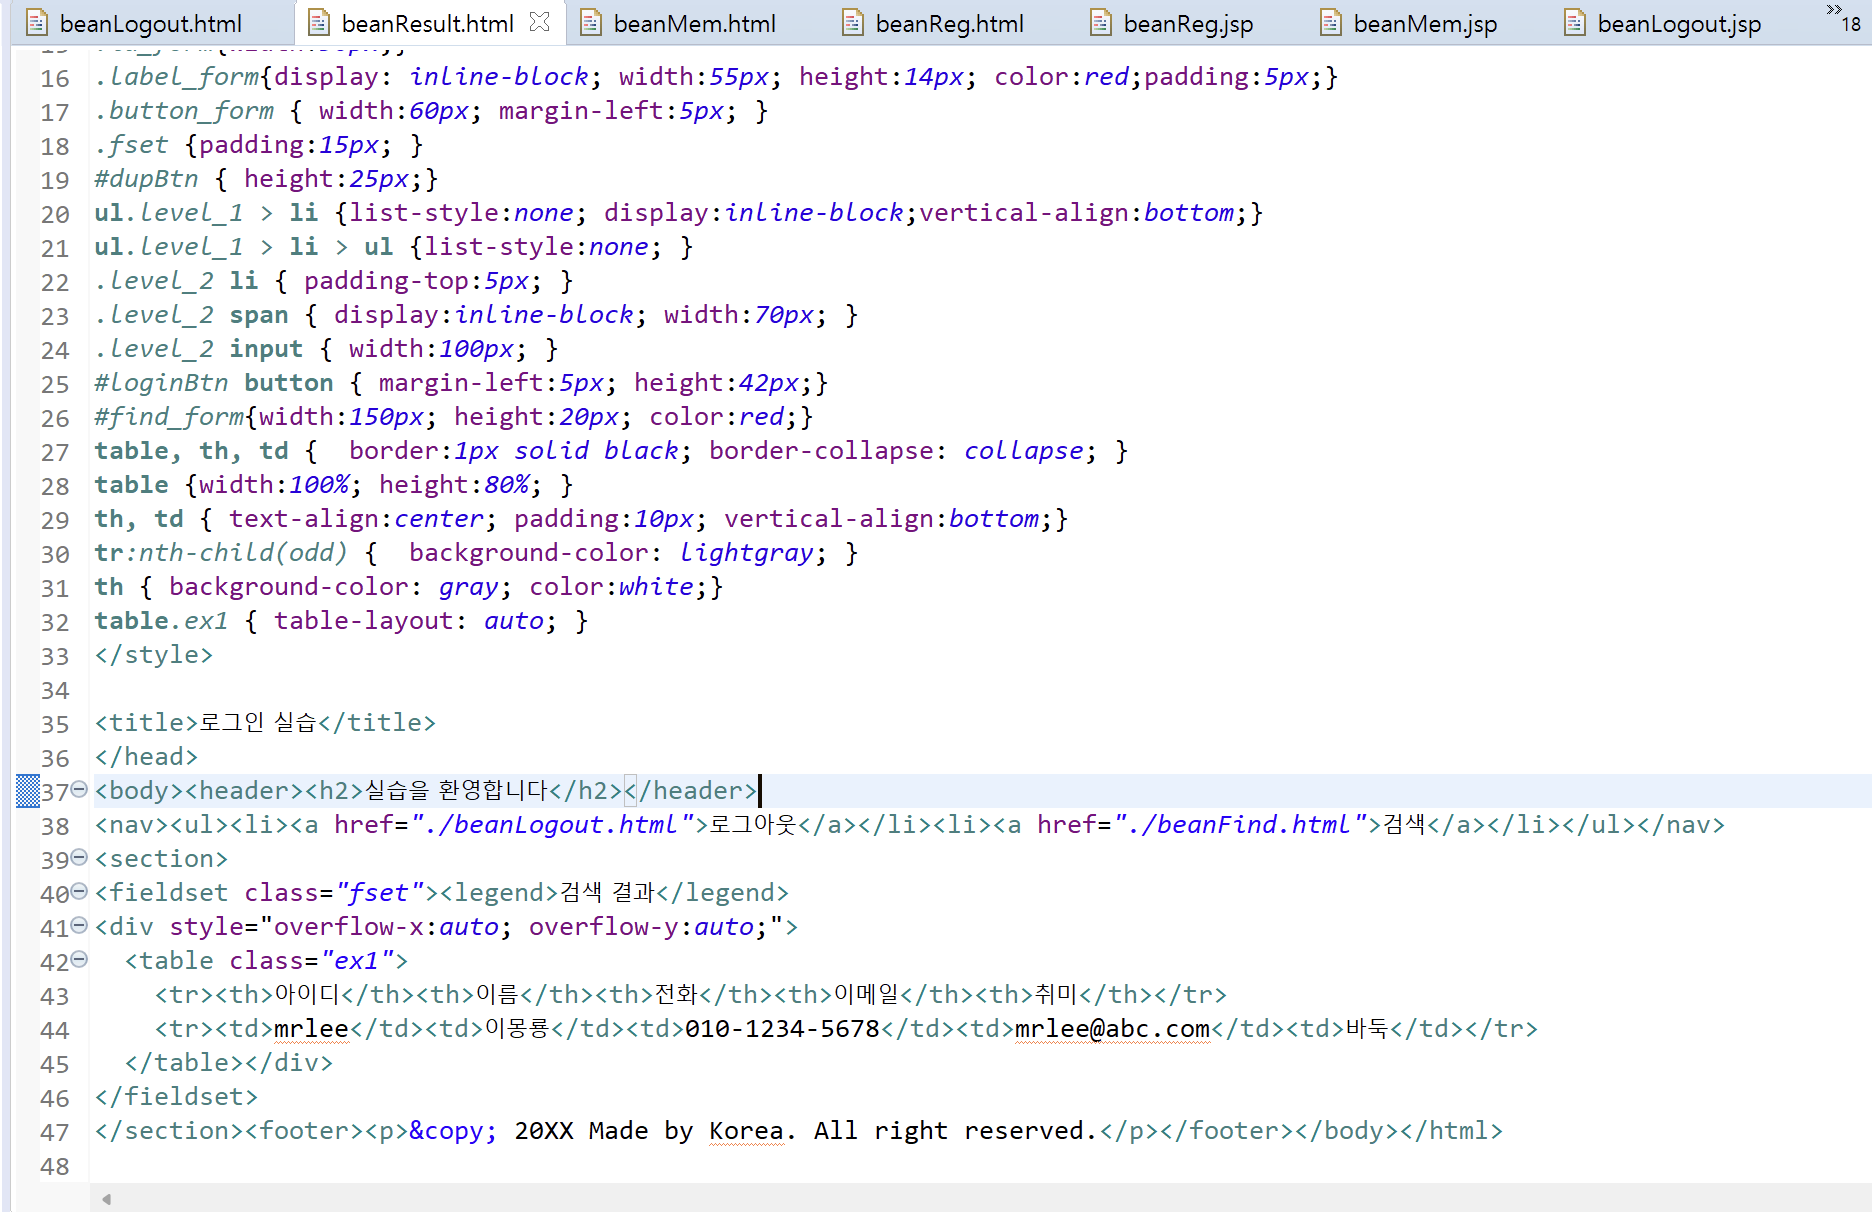 beanLogout.html beanResult.html beanMem.html beanReg.html beanReg.jsp beanMem.jsp beanLogout.jsp »18
16 .label_form{display: inline-block; width:55px; height:14px; color:red;padding:5px;}
17 .button_form { width:60px; margin-left:5px; }
18 .fset {padding:15px; }
19 #dupBtn { height:25px;}
20 ul.level_1 > li {list-style:none; display:inline-block;vertical-align:bottom;}
21 ul.level_1 > li > ul {list-style:none; }
22 .level_2 li { padding-top:5px; }
23 .level_2 span { display:inline-block; width:70px; }
24 .level_2 input { width:100px; }
25 #loginBtn button { margin-left:5px; height:42px;}
26 #find_form{width:150px; height:20px; color:red;}
27 table, th, td {  border:1px solid black; border-collapse: collapse; }
28 table {width:100%; height:80%; }
29 th, td { text-align:center; padding:10px; vertical-align:bottom;}
30 tr:nth-child(odd) {  background-color: lightgray; }
31 th { background-color: gray; color:white;}
32 table.ex1 { table-layout: auto; }
33 </style>
34
35 <title>로그인 실습</title>
36 </head>
37 <body><header><h2>실습을 환영합니다</h2></header>
38 <nav><ul><li><a href="./beanLogout.html">로그아웃</a></li><li><a href="./beanFind.html">검색</a></li></ul></nav>
39 <section>
40 <fieldset class="fset"><legend>검색 결과</legend>
41 <div style="overflow-x:auto; overflow-y:auto;">
42   <table class="ex1">
43     <tr><th>아이디</th><th>이름</th><th>전화</th><th>이메일</th><th>취미</th></tr>
44     <tr><td>mrlee</td><td>이몽룡</td><td>010-1234-5678</td><td>mrlee@abc.com</td><td>바둑</td></tr>
45   </table></div>
46 </fieldset>
47 </section><footer><p>&copy; 20XX Made by Korea. All right reserved.</p></footer></body></html>
48